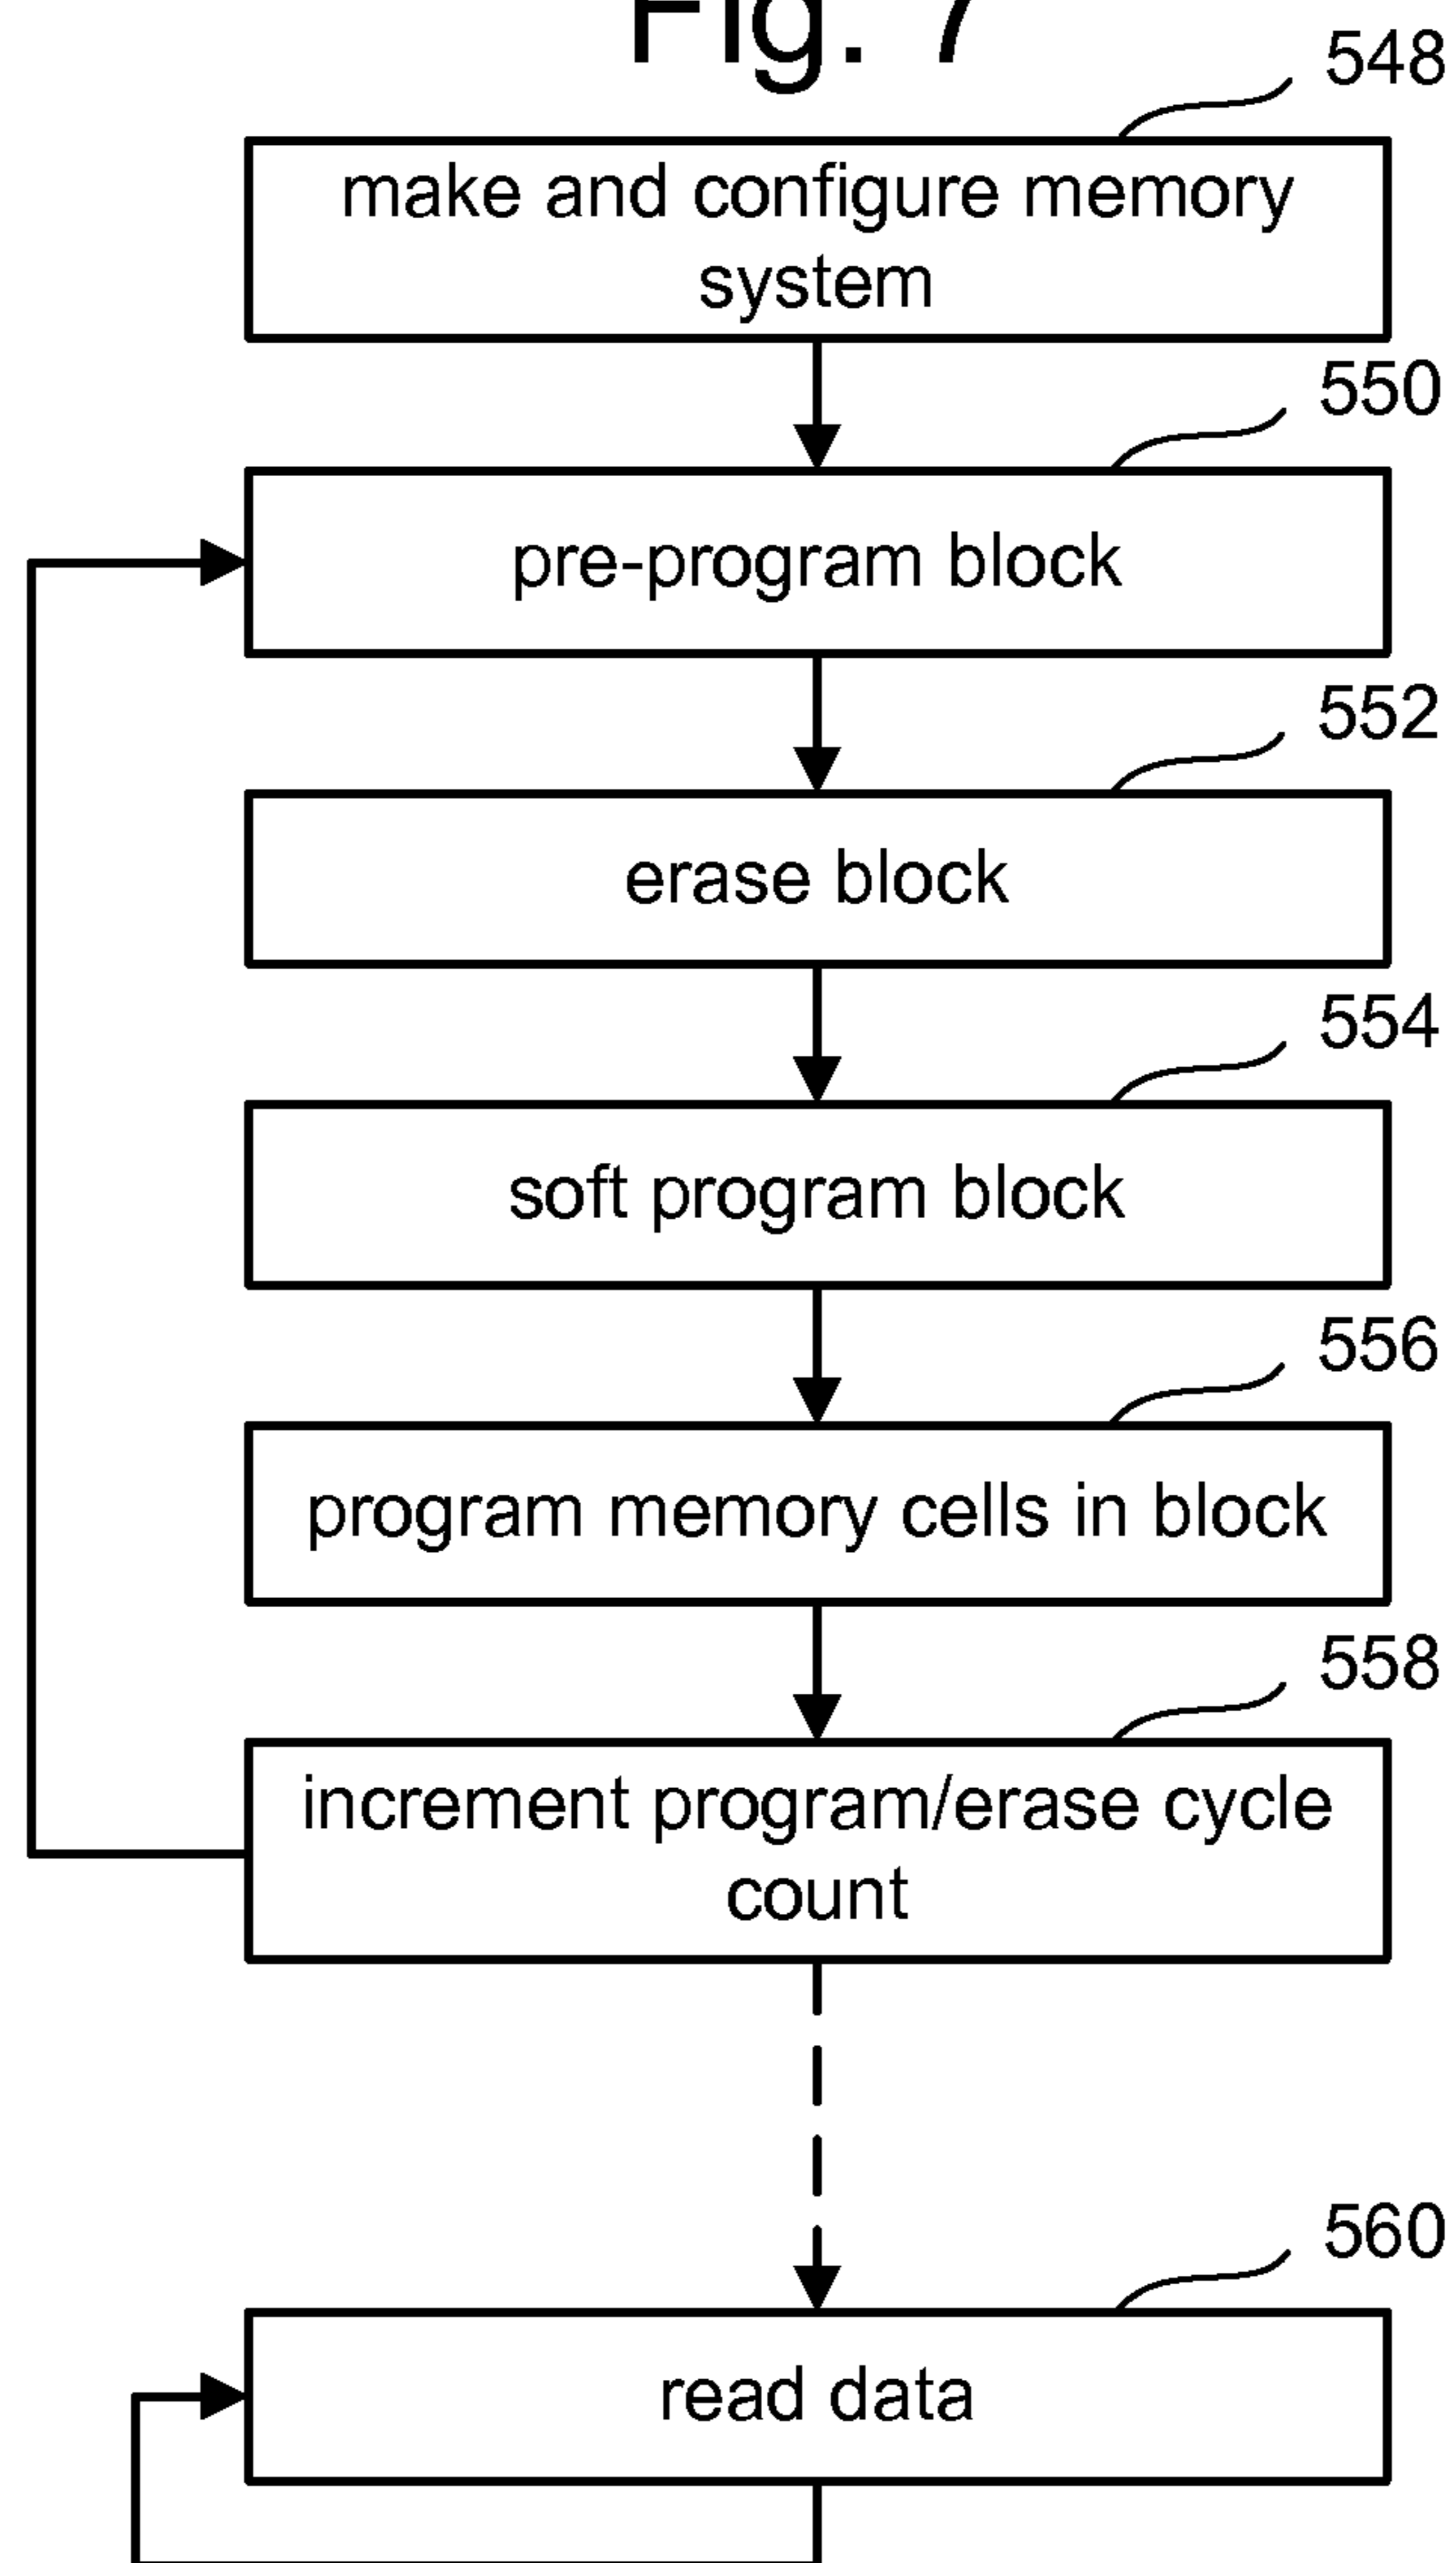 Fig. 7
548
make and configure memory
system
550
pre-program block
552
erase block
554
soft program block
556
program memory cells in block
558
increment program/erase cycle
count
560
read data